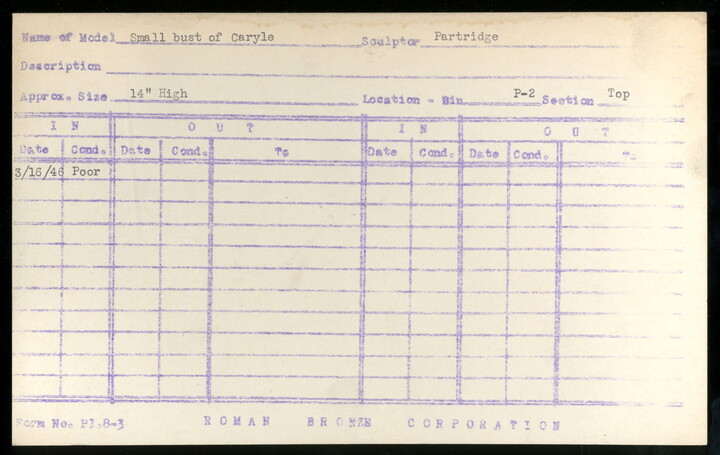 Name of Model Small bust of Caryle Sculptor Partridge
Description
Approx. Size 14" High Location - Bin P-2 Section Top
IN OUT IN OUT
Date Cond. Date Cond. To Date Cond. Date Cond. To
3/16/46 Poor
Form No. P1.8-3 ROMAN BRONZE CORPORATION